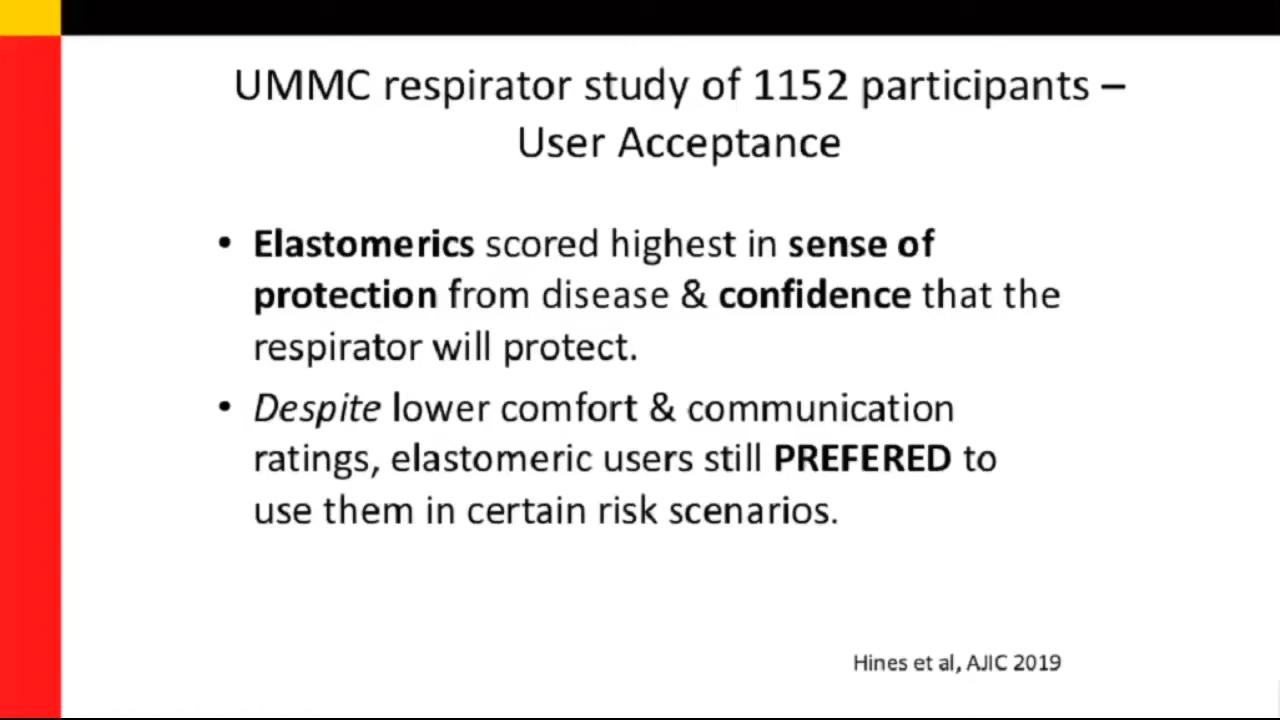 UMMC respirator study of 1152 participants –
User Acceptance
• Elastomerics scored highest in sense of
protection from disease & confidence that the
respirator will protect.
• Despite lower comfort & communication
ratings, elastomeric users still PREFERED to
use them in certain risk scenarios.
Hines et al, AJIC 2019